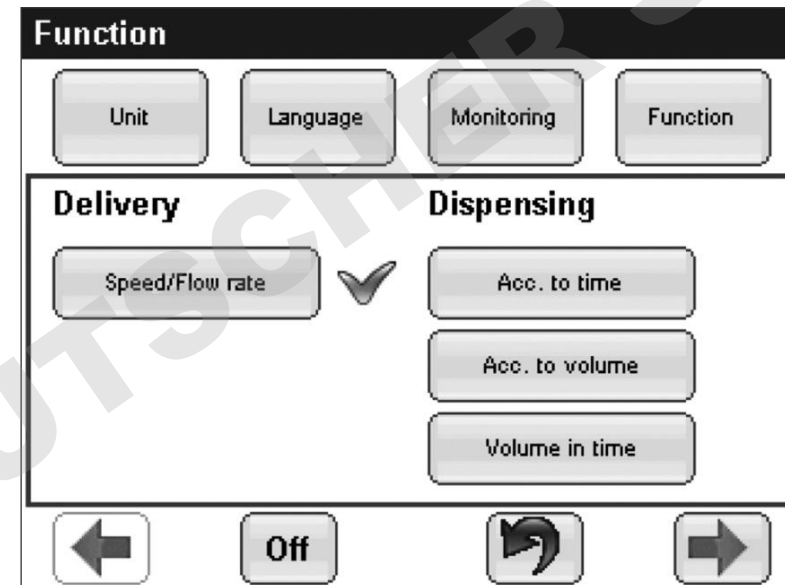 Function
Unit Language Monitoring Function
Delivery Dispensing
Speed/Flow rate Acc. to time
Acc. to volume
Volume in time
Off